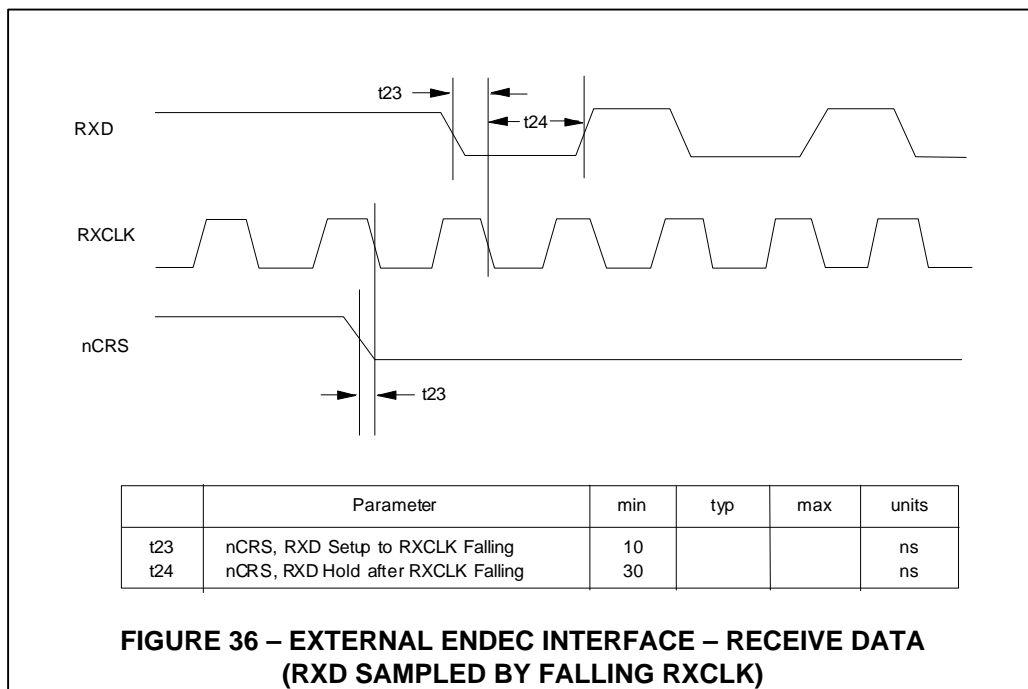 t23
t24
RXD
RXCLK
nCRS
t23
Parameter min typ max units
t23 nCRS, RXD Setup to RXCLK Falling 10 ns
t24 nCRS, RXD Hold after RXCLK Falling 30 ns
FIGURE 36 – EXTERNAL ENDEC INTERFACE – RECEIVE DATA
(RXD SAMPLED BY FALLING RXCLK)